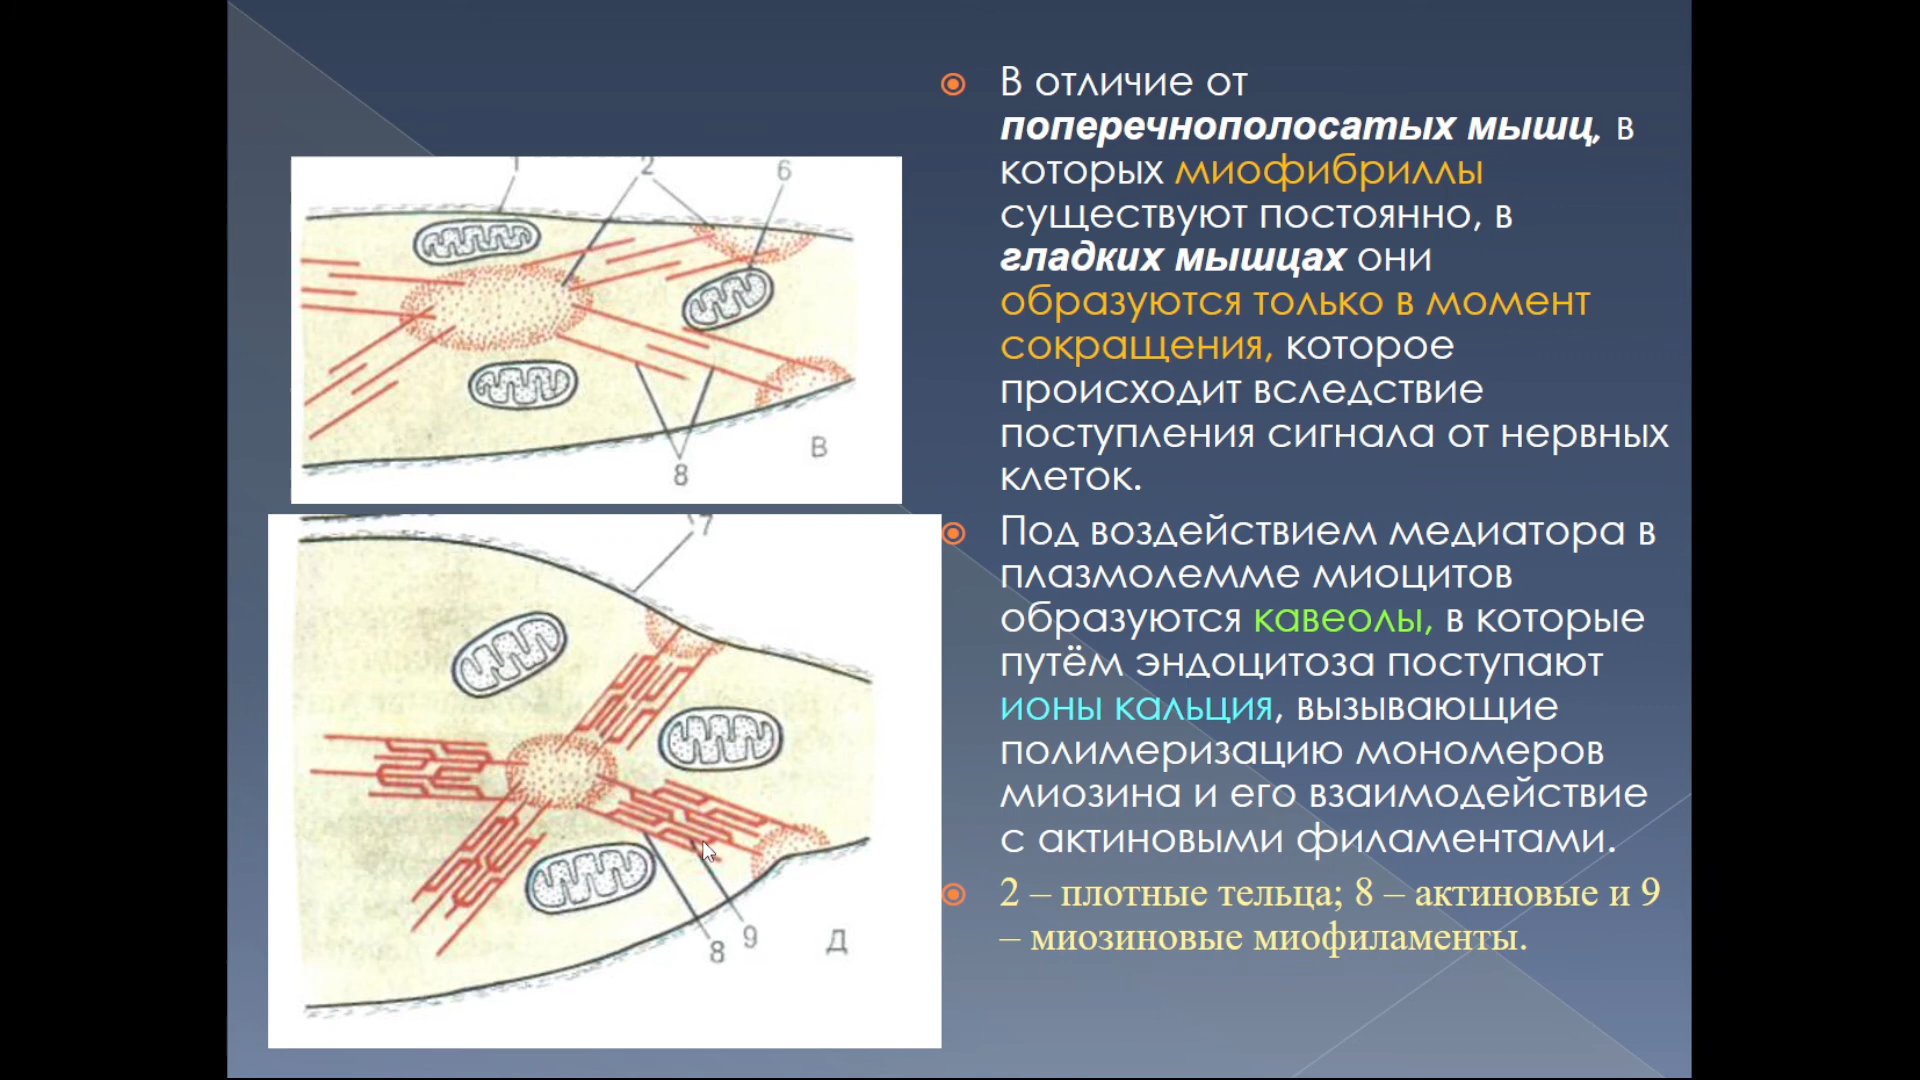 1 2 6
В
8
7
8 9 Д
В отличие от
поперечнополосатых мышц, в
которых миофибриллы
существуют постоянно, в
гладких мышцах они
образуются только в момент
сокращения, которое
происходит вследствие
поступления сигнала от нервных
клеток.
Под воздействием медиатора в
плазмолемме миоцитов
образуются кавеолы, в которые
путём эндоцитоза поступают
ионы кальция, вызывающие
полимеризацию мономеров
миозина и его взаимодействие
с актиновыми филаментами.
2 – плотные тельца; 8 – актиновые и 9
– миозиновые миофиламенты.